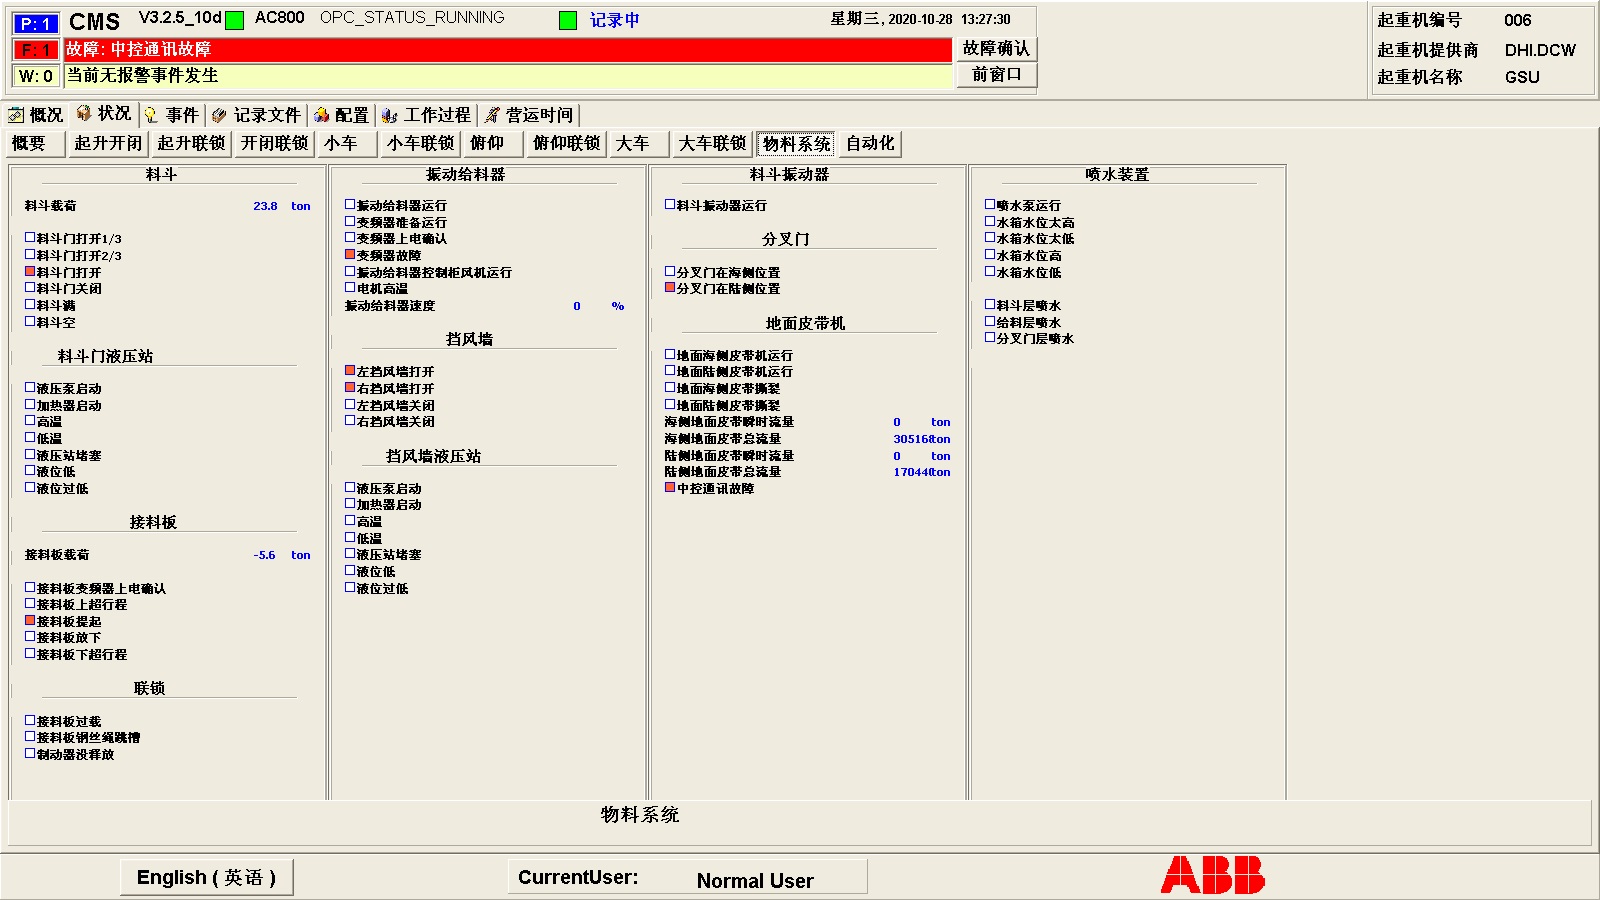 P: 1 CMS V3.2.5_10d AC800 OPC_STATUS_RUNNING 记录中 星期三, 2020-10-28 13:27:30
F: 1 故障: 中控通讯故障 故障确认
W: 0 当前无报警事件发生 前窗口
起重机编号 006
起重机提供商 DHI.DCW
起重机名称 GSU
概况 状况 事件 记录文件 配置 工作过程 营运时间
概要 起升开闭 起升联锁 开闭联锁 小车 小车联锁 俯仰 俯仰联锁 大车 大车联锁 物料系统 自动化
料斗
料斗载荷 23.8 ton
料斗门打开1/3
料斗门打开2/3
料斗门打开
料斗门关闭
料斗满
料斗空
料斗门液压站
液压泵启动
加热器启动
高温
低温
液压站堵塞
液位低
液位过低
接料板
接料板载荷 -5.6 ton
接料板变频器上电确认
接料板上超行程
接料板提起
接料板放下
接料板下超行程
联锁
接料板过载
接料板钢丝绳跳槽
制动器没释放
振动给料器
振动给料器运行
变频器准备运行
变频器上电确认
变频器故障
振动给料器控制柜风机运行
电机高温
振动给料器速度 0 %
挡风墙
左挡风墙打开
右挡风墙打开
左挡风墙关闭
右挡风墙关闭
挡风墙液压站
液压泵启动
加热器启动
高温
低温
液压站堵塞
液位低
液位过低
料斗振动器
料斗振动器运行
分叉门
分叉门在海侧位置
分叉门在陆侧位置
地面皮带机
地面海侧皮带机运行
地面陆侧皮带机运行
地面海侧皮带撕裂
地面陆侧皮带撕裂
海侧地面皮带瞬时流量 0 ton
海侧地面皮带总流量 305168 ton
陆侧地面皮带瞬时流量 0 ton
陆侧地面皮带总流量 170440 ton
中控通讯故障
喷水装置
喷水泵运行
水箱水位太高
水箱水位太低
水箱水位高
水箱水位低
料斗层喷水
给料层喷水
分叉门层喷水
物料系统
English ( 英语 ) CurrentUser: Normal User ABB